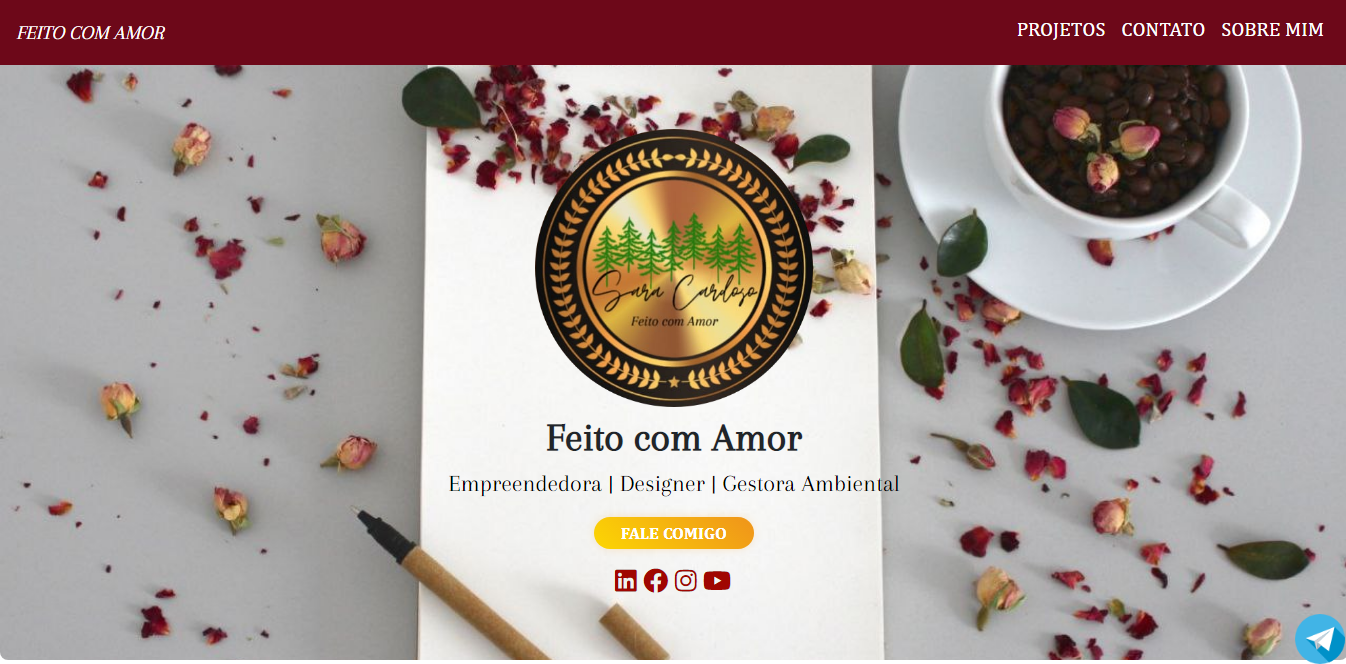 FEITO COM AMOR
PROJETOS CONTATO SOBRE MIM
Sara Cardoso
Feito com Amor
Feito com Amor
Empreendedora | Designer | Gestora Ambiental
FALE COMIGO